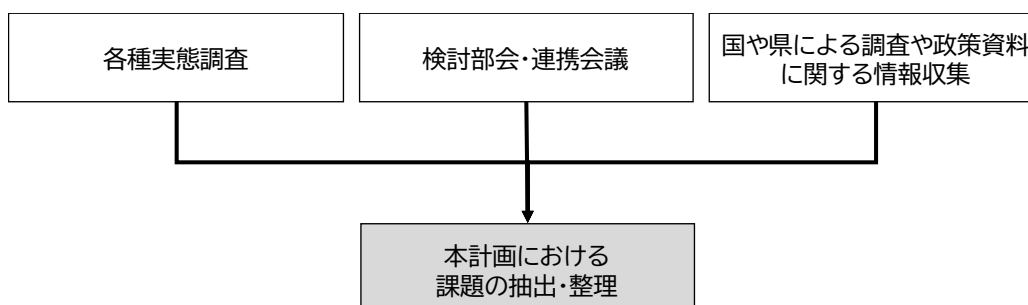 各種実態調査
検討部会・連携会議
国や県による調査や政策資料
に関する情報収集
本計画における
課題の抽出・整理